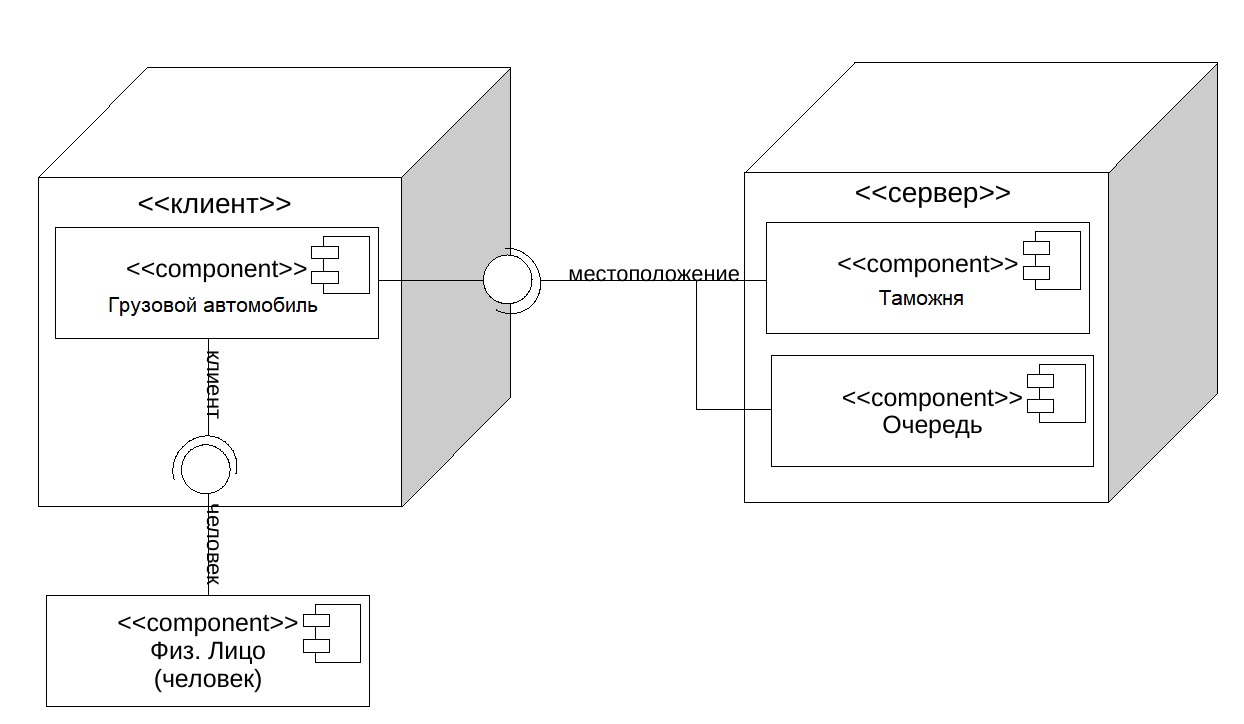 <<клиент>>
<<component>>
Грузовой автомобиль
клиент
человек
<<component>>
Физ. Лицо
(человек)
местоположение
<<сервер>>
<<component>>
Таможня
<<component>>
Очередь